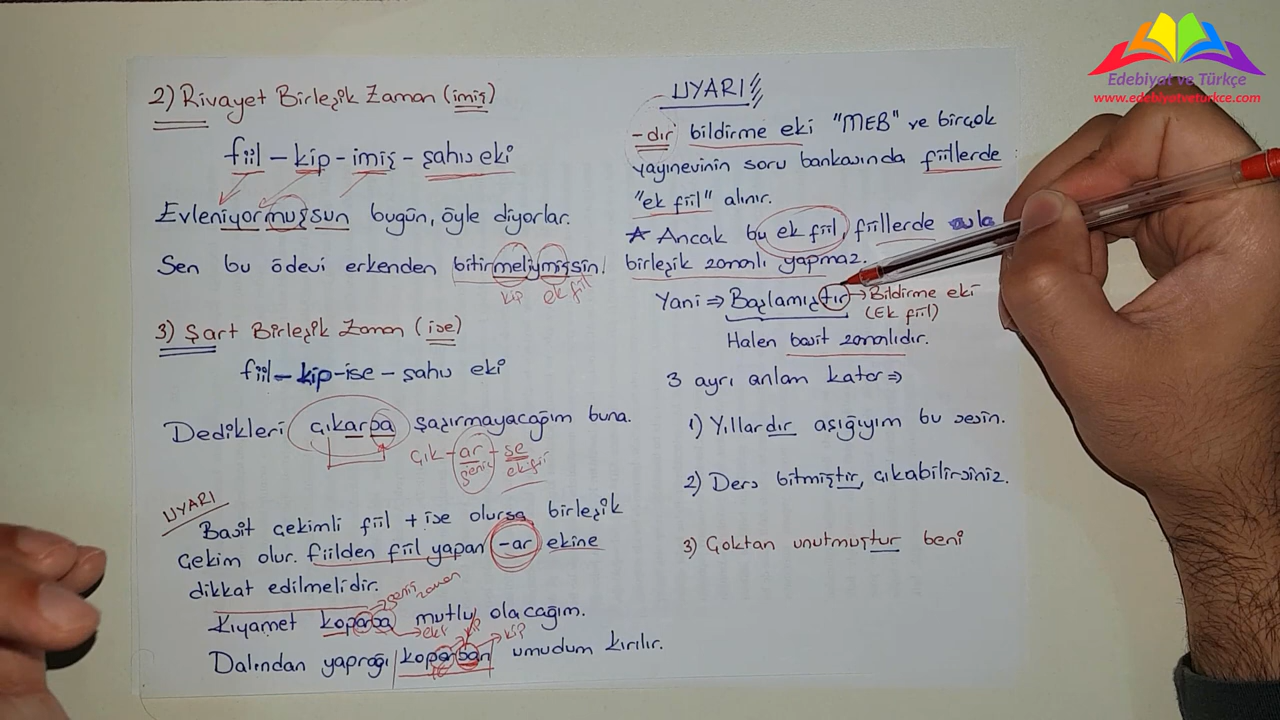 2) Rivayet Birleşik Zaman (imiş)
fiil - kip - imiş - şahıs eki
Evleniyormuşsun bugün, öyle diyorlar.
Sen bu ödevi erkenden bitirmeliymişsin!
kip ek fiil
3) Şart Birleşik Zaman (ise)
fiil - kip - ise - şahıs eki
Dedikleri çıkarsa şaşırmayacağım buna.
çık - ar - se
geniş ek fiil
UYARI
Basit çekimli fiil + ise olursa birleşik
çekim olur. Fiilden fiil yapan -ar ekine
dikkat edilmelidir.
geniş zaman
Kıyamet koparsa mutlu olacağım.
kip
Dalından yaprağı koparsan umudum kırılır.
UYARI
-dır bildirme eki "MEB" ve birçok
yayınevinin soru bankasında fiillerde
"ek fiil" alınır.
* Ancak bu ek fiil, fiillerde
birleşik zamanlı yapmaz.
Yani ⇒ Başlamıştır → Bildirme eki
(Ek fiil)
Halen basit zamanlıdır.
3 ayrı anlam katar ⇒
1) Yıllardır aşığıyım bu sesin.
2) Ders bitmiştir, çıkabilirsiniz.
3) Çoktan unutmuştur beni
Edebiyat ve Türkçe
www.edebiyatveturkce.com